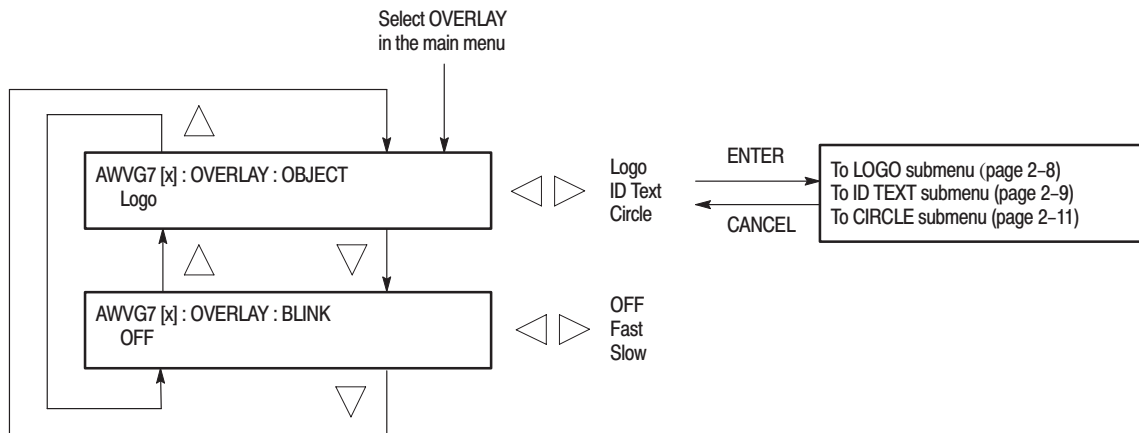 Select OVERLAY
in the main menu
AWVG7 [x] : OVERLAY : OBJECT
Logo
Logo
ID Text
Circle
ENTER
CANCEL
To LOGO submenu (page 2–8)
To ID TEXT submenu (page 2–9)
To CIRCLE submenu (page 2–11)
AWVG7 [x] : OVERLAY : BLINK
OFF
OFF
Fast
Slow